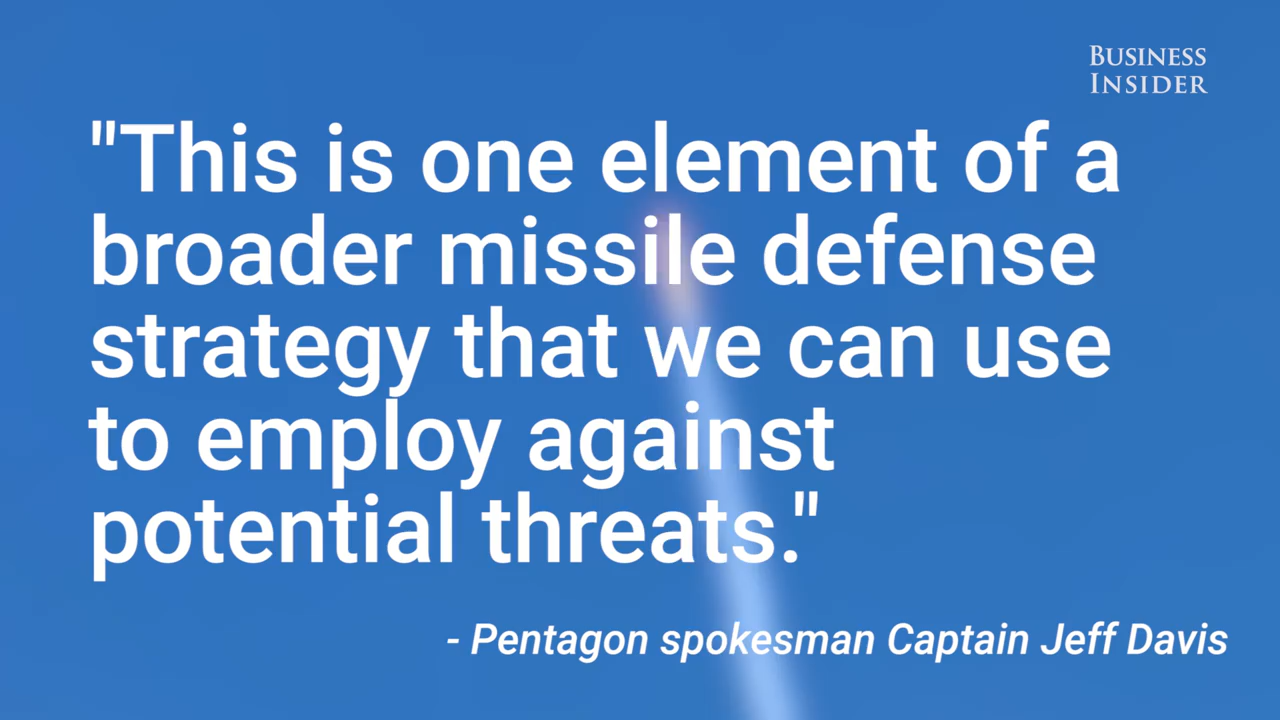 BUSINESS
INSIDER
"This is one element of a
broader missile defense
strategy that we can use
to employ against
potential threats."
- Pentagon spokesman Captain Jeff Davis